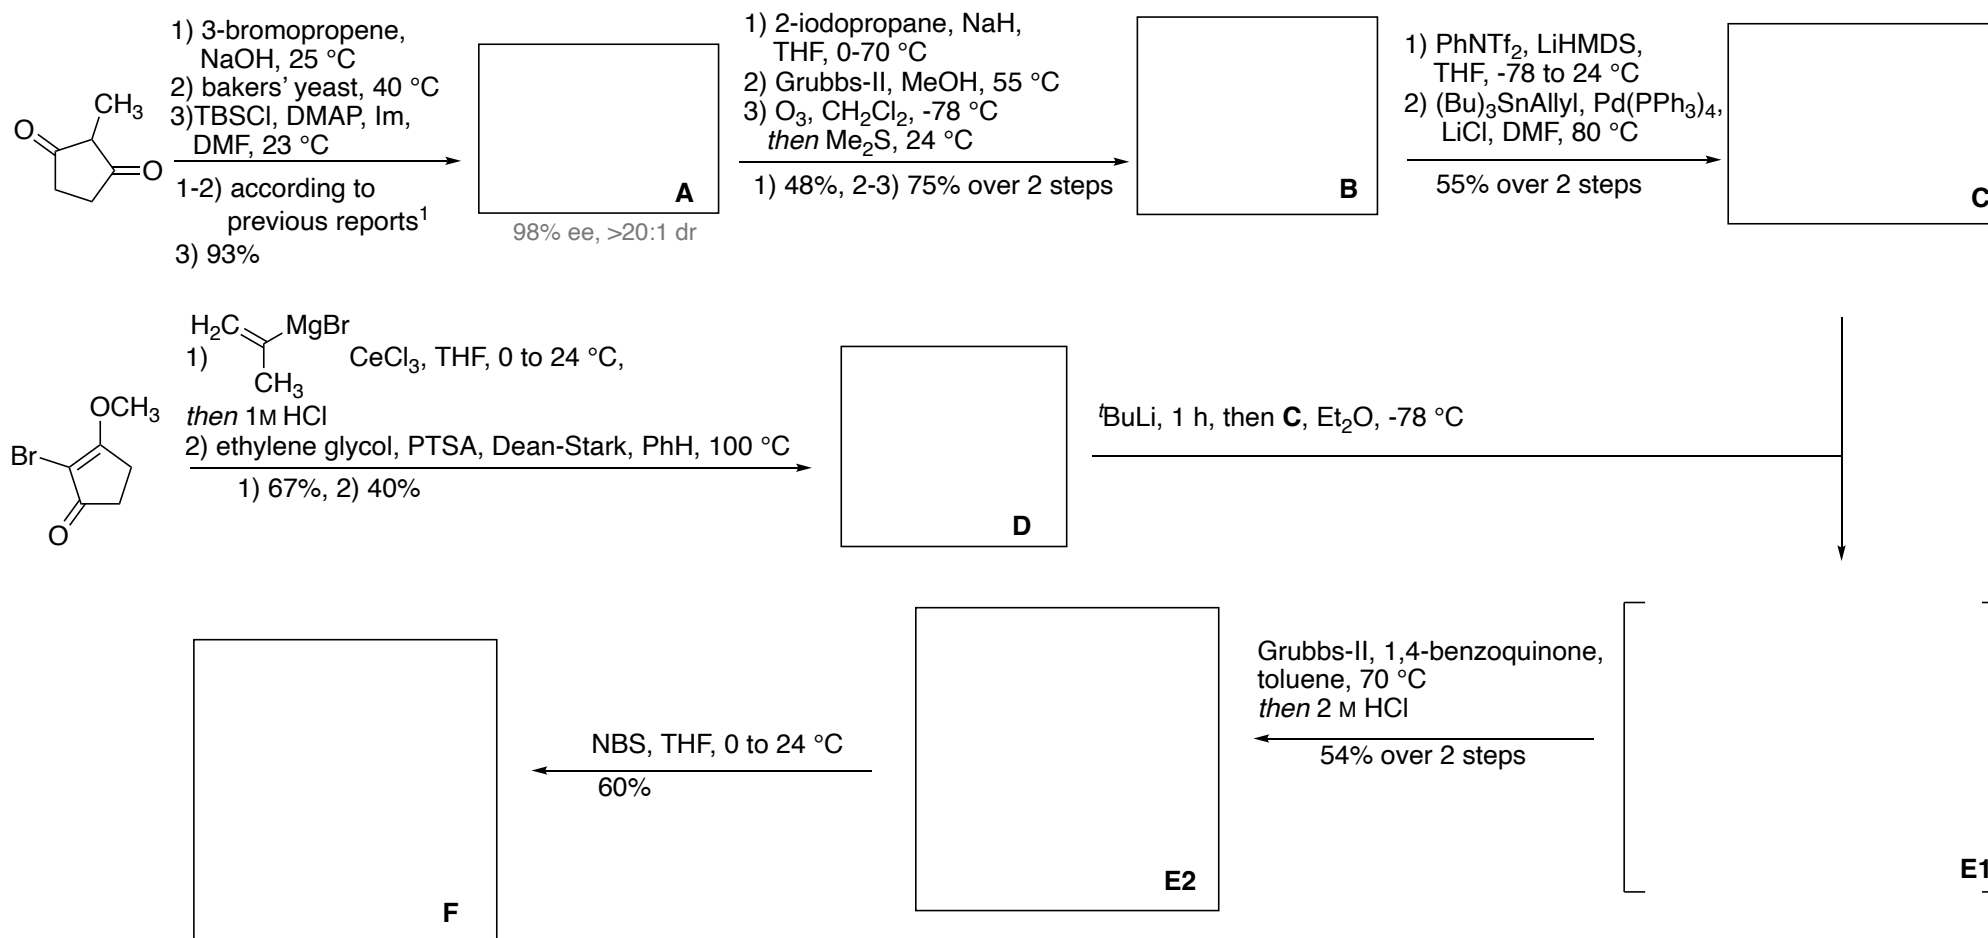 1) 3-bromopropene,
NaOH, 25 °C
2) bakers’ yeast, 40 °C
3)TBSCl, DMAP, Im,
DMF, 23 °C
1-2) according to
previous reports1
3) 93%
CH3
O
O
A
98% ee, >20:1 dr
1) 2-iodopropane, NaH,
THF, 0-70 °C
2) Grubbs-II, MeOH, 55 °C
3) O3, CH2Cl2, -78 °C
then Me2S, 24 °C
1) 48%, 2-3) 75% over 2 steps
B
1) PhNTf2, LiHMDS,
THF, -78 to 24 °C
2) (Bu)3SnAllyl, Pd(PPh3)4,
LiCl, DMF, 80 °C
55% over 2 steps
C
H2C
MgBr
1)
CeCl3, THF, 0 to 24 °C,
CH3
then 1M HCl
2) ethylene glycol, PTSA, Dean-Stark, PhH, 100 °C
1) 67%, 2) 40%
OCH3
Br
O
D
tBuLi, 1 h, then C, Et2O, -78 °C
E1
Grubbs-II, 1,4-benzoquinone,
toluene, 70 °C
then 2 M HCl
54% over 2 steps
E2
NBS, THF, 0 to 24 °C
60%
F